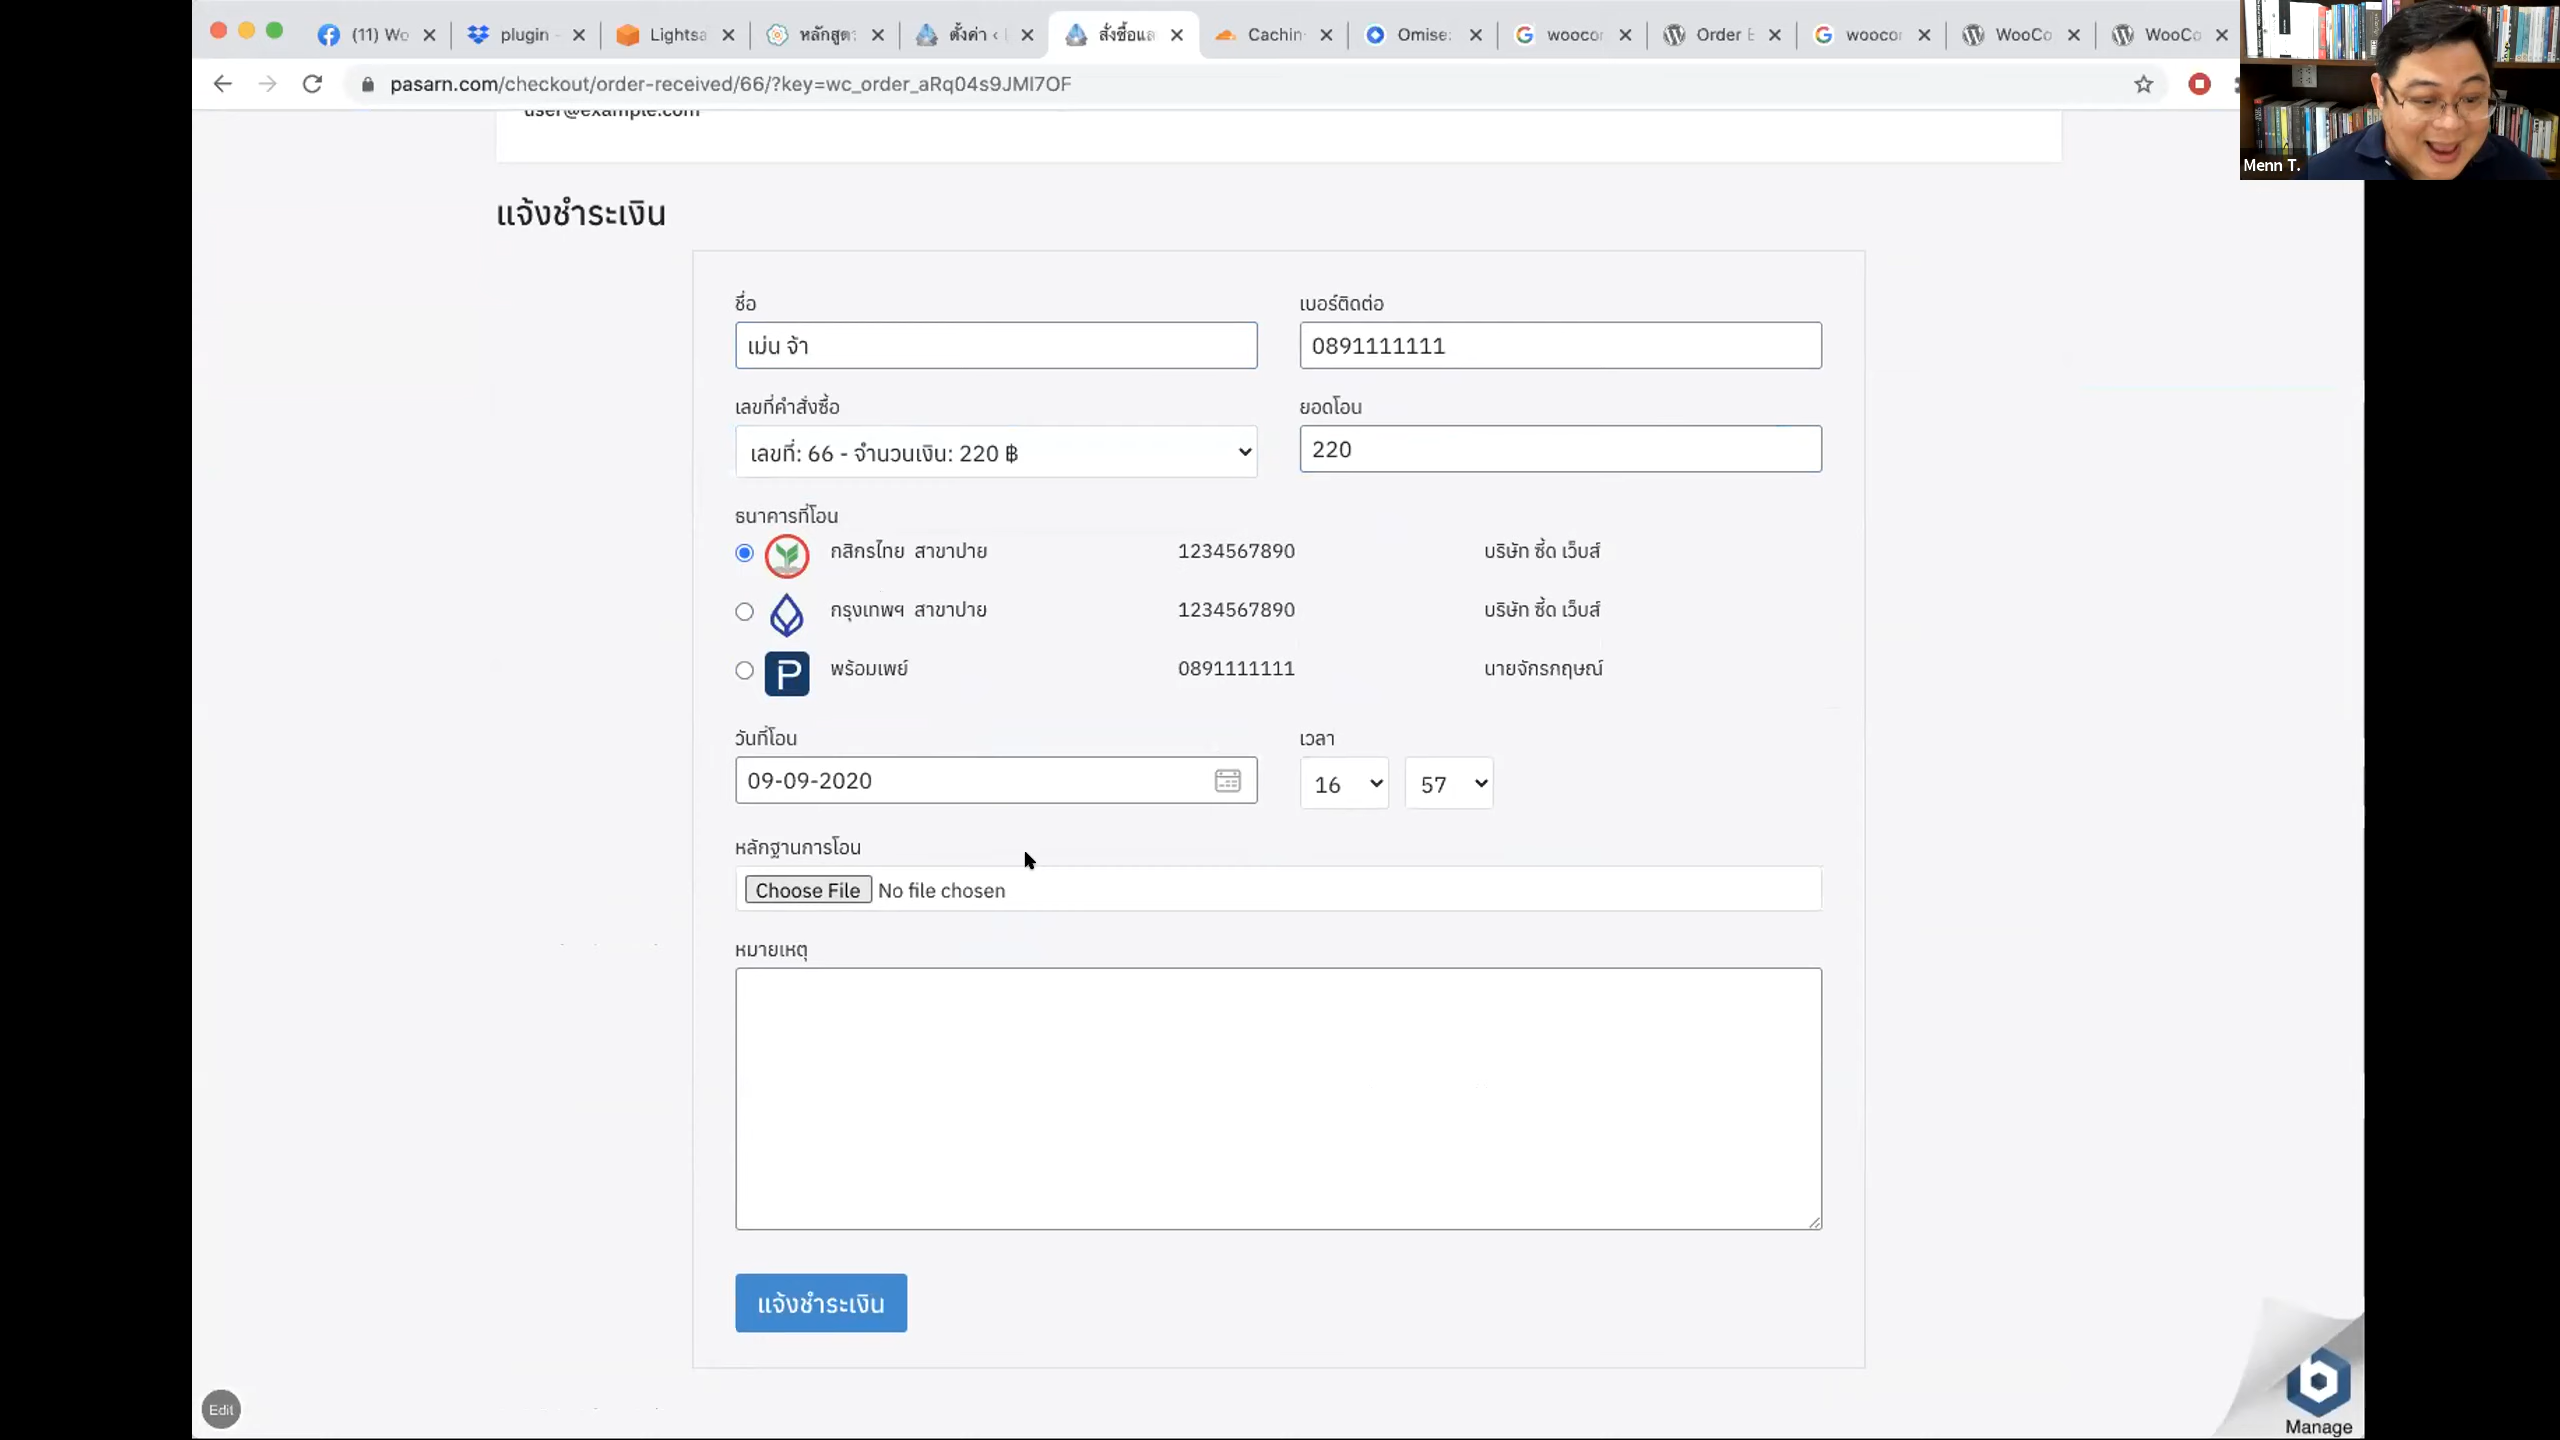 (11) Wo
plugin
Lightsa
หลักสูตร
ตั้งค่า ‹
สั่งซื้อแล
Cachin
Omise:
woocor
Order E
woocor
WooCo
WooCo
pasarn.com/checkout/order-received/66/?key=wc_order_aRq04s9JMI7OF
Menn T.
user@example.com
แจ้งชำระเงิน
ชื่อ
เบอร์ติดต่อ
เม่น จ้า
0891111111
เลขที่คำสั่งซื้อ
ยอดโอน
เลขที่: 66 - จำนวนเงิน: 220 ฿
220
ธนาคารที่โอน
กสิกรไทย สาขาปาย 1234567890 บริษัท ซี้ด เว็บส์
กรุงเทพฯ สาขาปาย 1234567890 บริษัท ซี้ด เว็บส์
พร้อมเพย์ 0891111111 นายจักรกฤษณ์
วันที่โอน
เวลา
09-09-2020
16 57
หลักฐานการโอน
Choose File No file chosen
หมายเหตุ
แจ้งชำระเงิน
Edit
Manage